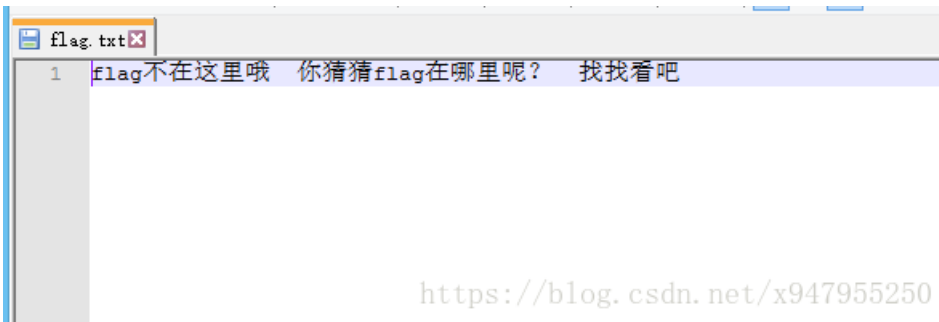 flag.txt
1 flag不在这里哦 你猜猜flag在哪里呢? 找找看吧
https://blog.csdn.net/x947955250